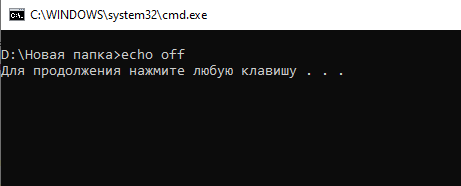 C:\WINDOWS\system32\cmd.exe
D:\Новая папка>echo off
Для продолжения нажмите любую клавишу . . .